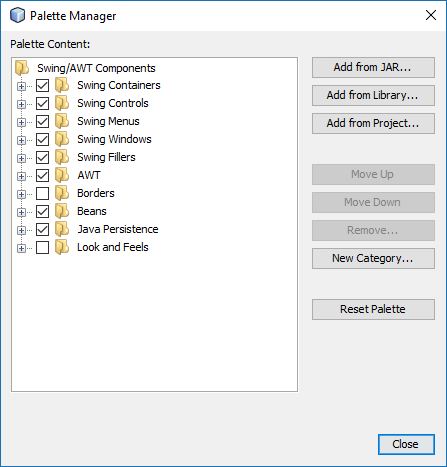 Palette Manager
Palette Content:
Swing/AWT Components
Swing Containers
Swing Controls
Swing Menus
Swing Windows
Swing Fillers
AWT
Borders
Beans
Java Persistence
Look and Feels
Add from JAR...
Add from Library...
Add from Project...
Move Up
Move Down
Remove...
New Category...
Reset Palette
Close